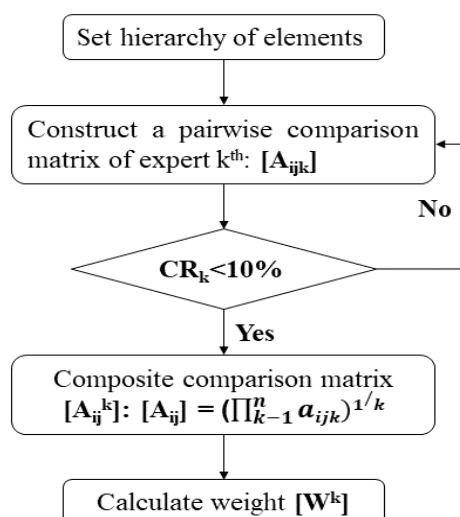 Set hierarchy of elements
Construct a pairwise comparison
matrix of expert kᵗʰ: [Aᵢⱼₖ]
No
CRₖ<10%
Yes
Composite comparison matrix
[Aᵢⱼᵏ]: [Aᵢⱼ] = (∏ⁿₖ₋₁ aᵢⱼₖ)¹/ᵏ
Calculate weight [Wᵏ]